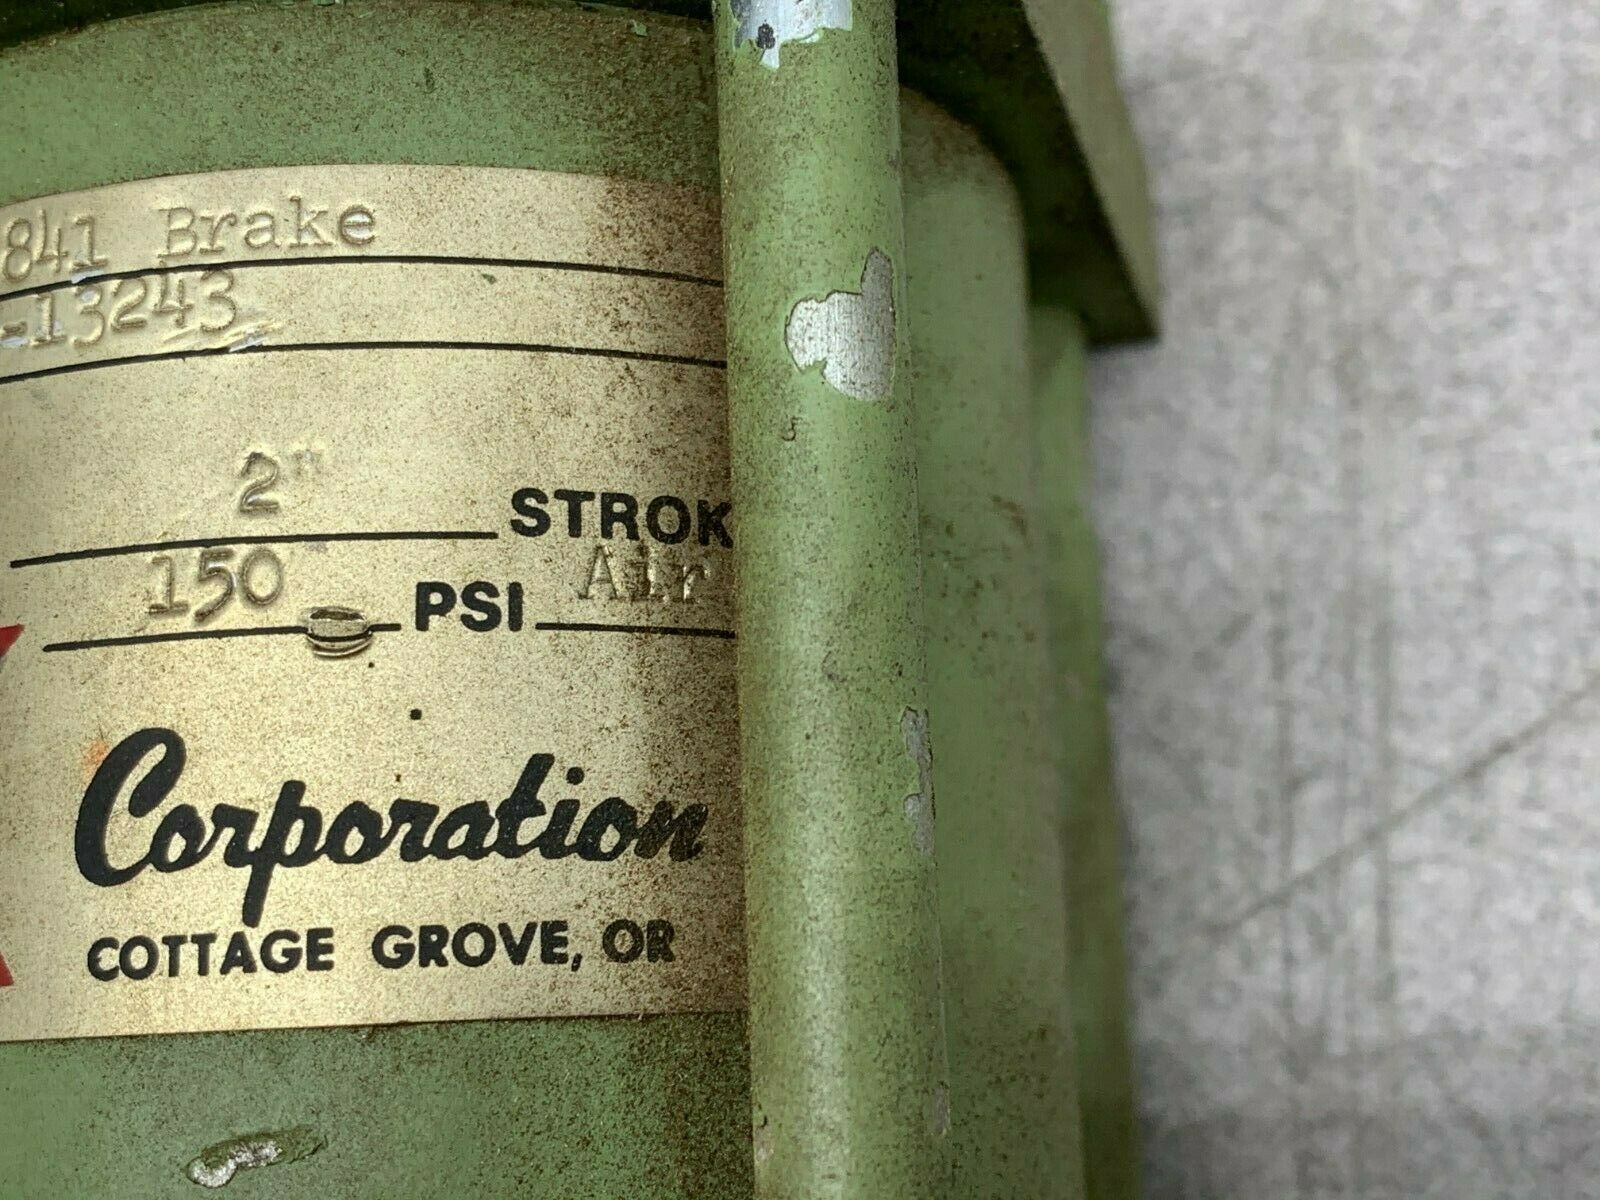 841 Brake
-13243
2"
STROK
150 PSI Air
Corporation
COTTAGE GROVE, OR